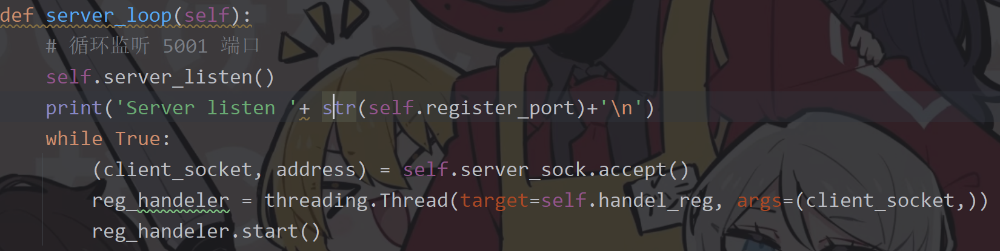 def server_loop(self):
    # 循环监听 5001 端口
    self.server_listen()
    print('Server listen '+ str(self.register_port)+'\n')
    while True:
        (client_socket, address) = self.server_sock.accept()
        reg_handeler = threading.Thread(target=self.handel_reg, args=(client_socket,))
        reg_handeler.start()